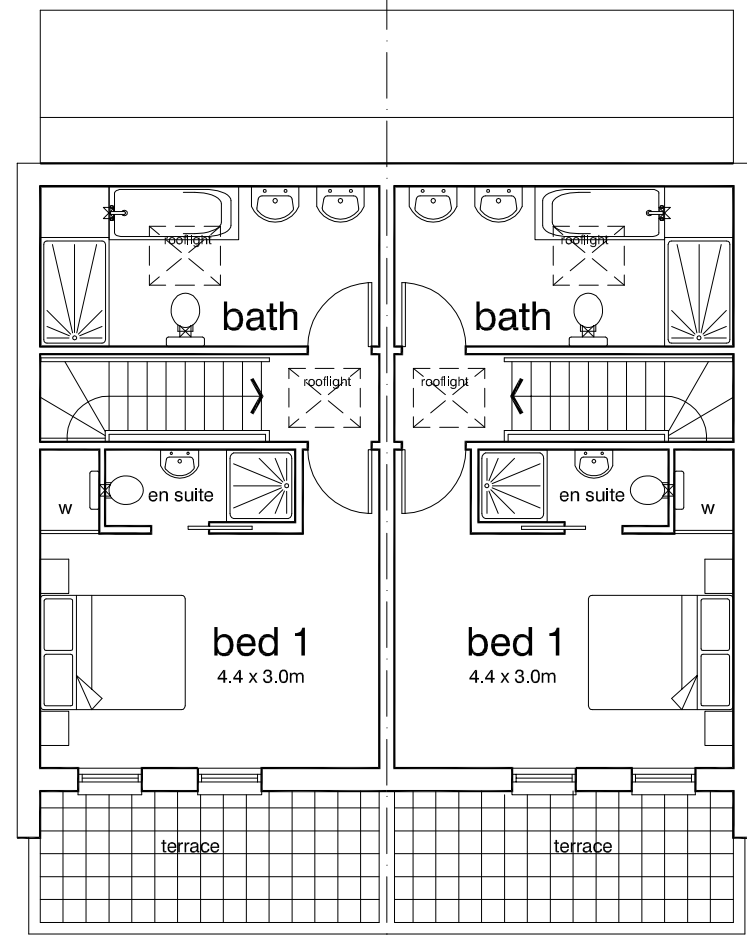 rooflight
rooflight
bath
bath
rooflight
rooflight
en suite
en suite
w
w
bed 1
4.4 x 3.0m
bed 1
4.4 x 3.0m
terrace
terrace